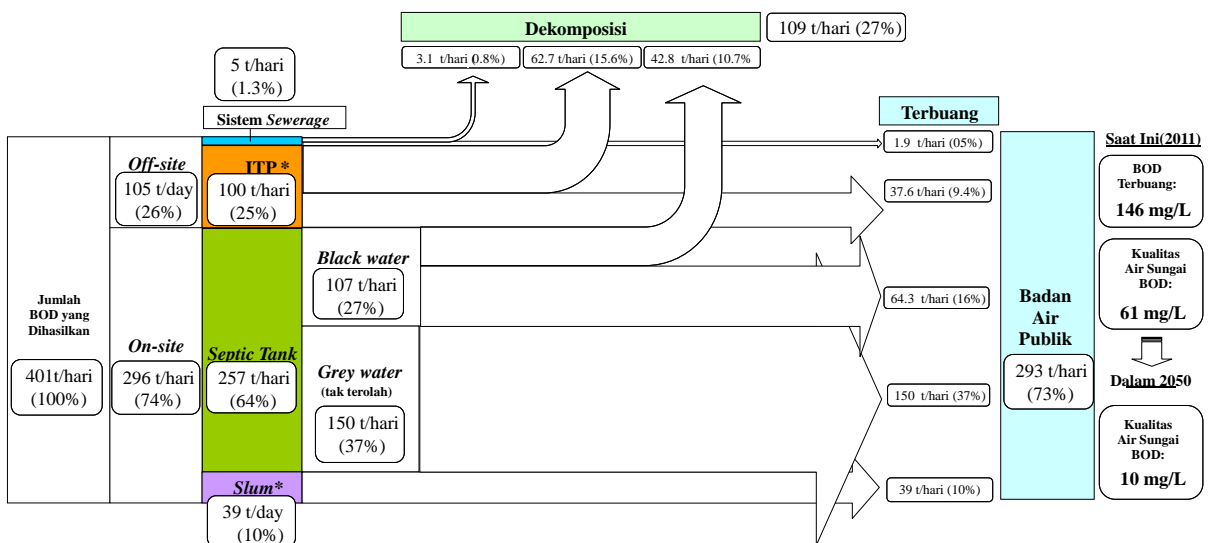 Dekomposisi
109 t/hari (27%)
3.1 t/hari (0.8%)
62.7 t/hari (15.6%)
42.8 t/hari (10.7%
5 t/hari
(1.3%)
Sistem Sewerage
Terbuang
Off-site
105 t/day
(26%)
ITP *
100 t/hari
(25%)
1.9 t/hari (05%)
37.6 t/hari (9.4%)
Saat Ini(2011)
BOD
Terbuang:
146 mg/L
Black water
107 t/hari
(27%)
64.3 t/hari (16%)
Kualitas
Air Sungai
BOD:
61 mg/L
Jumlah
BOD yang
Dihasilkan
401t/hari
(100%)
On-site
296 t/hari
(74%)
Septic Tank
257 t/hari
(64%)
Grey water
(tak terolah)
150 t/hari
(37%)
150 t/hari (37%)
Badan
Air
Publik
293 t/hari
(73%)
Dalam 2050
Kualitas
Air Sungai
BOD:
10 mg/L
Slum*
39 t/day
(10%)
39 t/hari (10%)